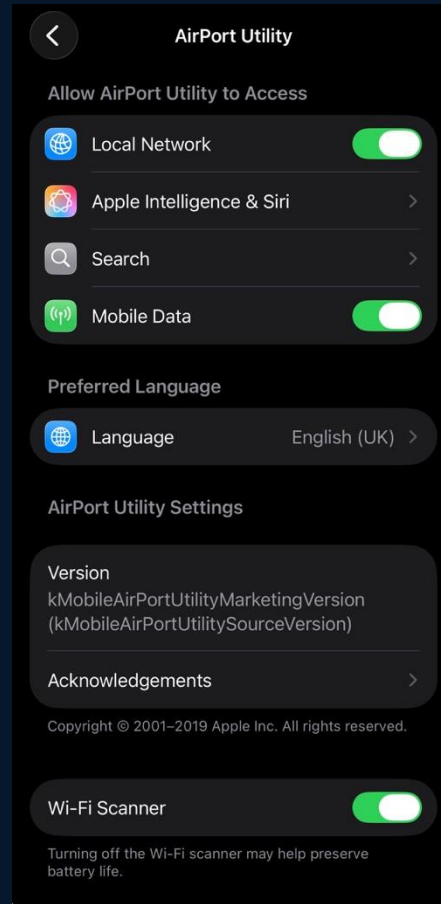 AirPort Utility
Allow AirPort Utility to Access
Local Network
Apple Intelligence & Siri
Search
Mobile Data
Preferred Language
Language English (UK)
AirPort Utility Settings
Version
kMobileAirPortUtilityMarketingVersion
(kMobileAirPortUtilitySourceVersion)
Acknowledgements
Copyright © 2001–2019 Apple Inc. All rights reserved.
Wi-Fi Scanner
Turning off the Wi-Fi scanner may help preserve
battery life.